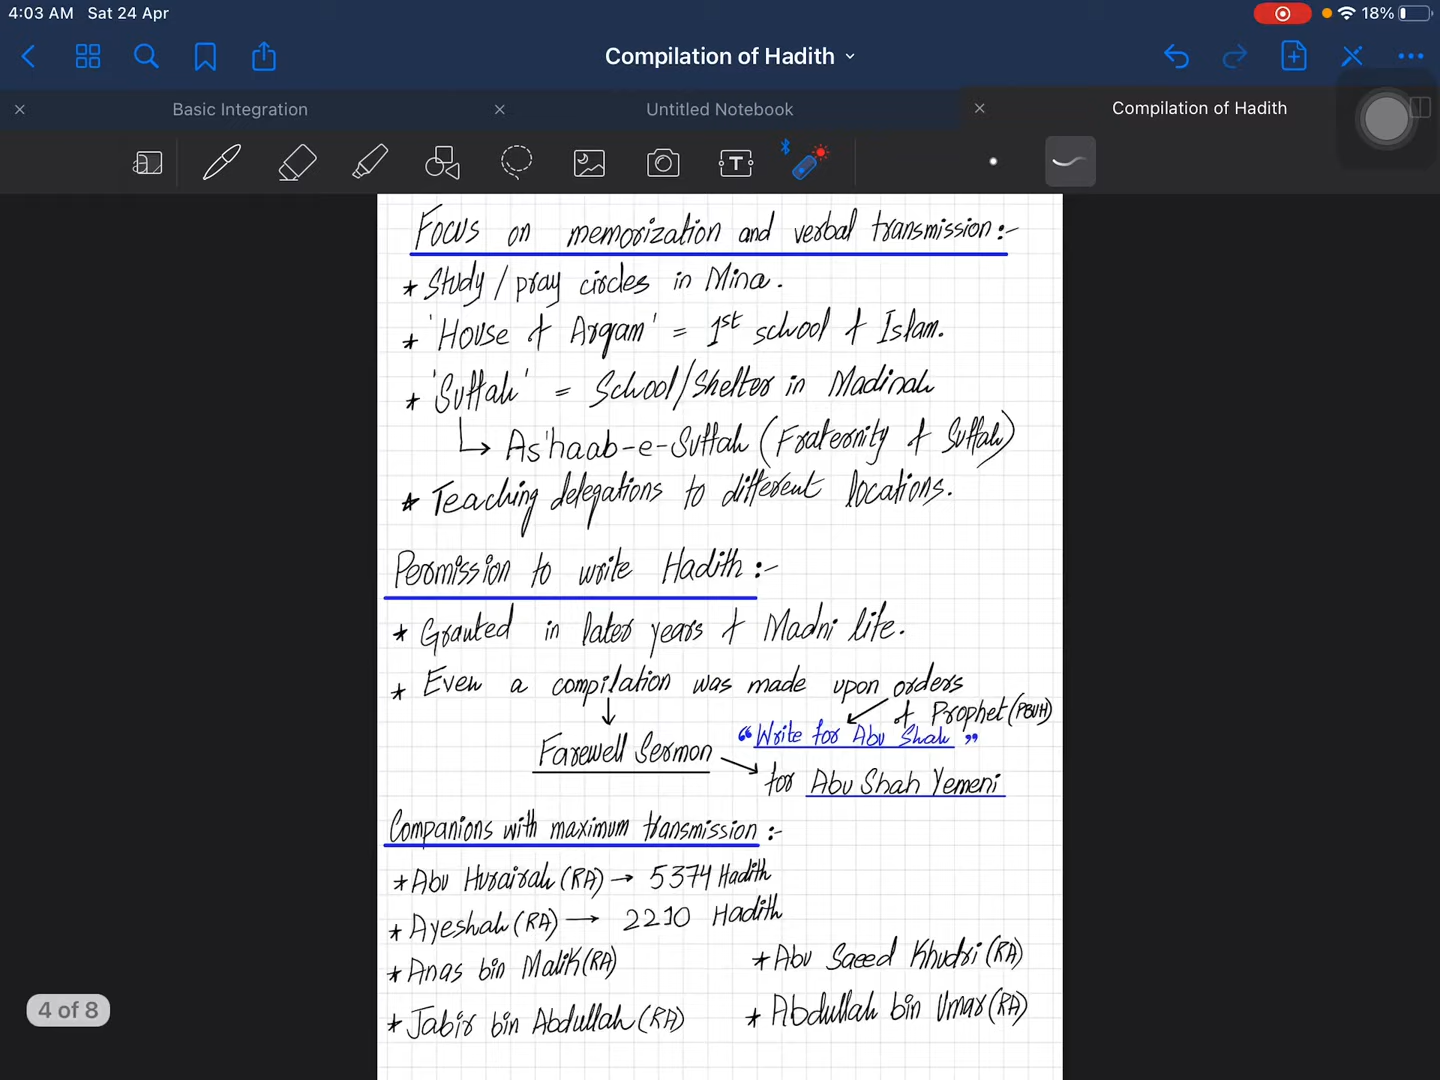 4:03 AM Sat 24 Apr 18%
Compilation of Hadith
Basic Integration Untitled Notebook Compilation of Hadith
T
Focus on memorization and verbal transmission:-
* Study/pray circles in Mina.
* 'House of Arqam' = 1st school of Islam.
* 'Suffah' = School/Shelter in Madinah
↳ As'haab-e-Suffah (Fraternity of Suffah)
* Teaching delegations to different locations.
Permission to write Hadith:-
* Granted in later years of Madni life.
* Even a compilation was made upon orders
of Prophet(PBUH)
“Write for Abu Shah”
Farewell Sermon
for Abu Shah Yemeni
Companions with maximum transmission:-
* Abu Hurairah (RA) → 5374 Hadith
* Ayeshah (RA) → 2210 Hadith
* Anas bin Malik (RA) * Abu Saeed Khudri (RA)
* Jabir bin Abdullah (RA) * Abdullah bin Umar (RA)
4 of 8